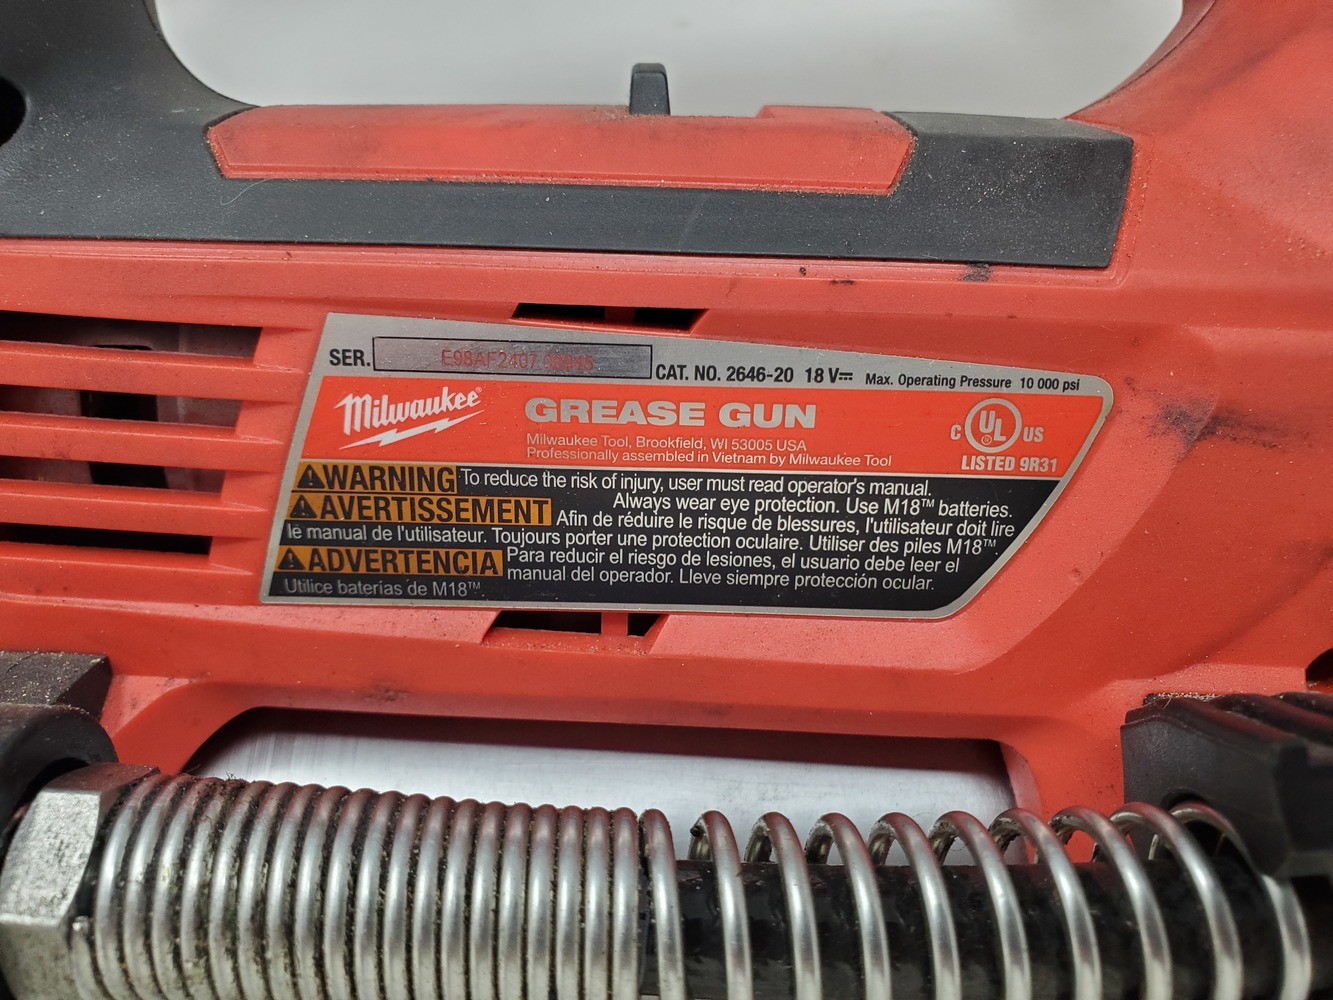 SER. E98AF2407
CAT. NO. 2646-20 18 V⎓ Max. Operating Pressure 10 000 psi
Milwaukee®
GREASE GUN
Milwaukee Tool, Brookfield, WI 53005 USA
Professionally assembled in Vietnam by Milwaukee Tool
C UL ® US
LISTED 9R31
WARNING To reduce the risk of injury, user must read operator's manual.
Always wear eye protection. Use M18™ batteries.
AVERTISSEMENT Afin de réduire le risque de blessures, l'utilisateur doit lire
le manual de l'utilisateur. Toujours porter une protection oculaire. Utiliser des piles M18™.
ADVERTENCIA Para reducir el riesgo de lesiones, el usuario debe leer el
manual del operador. Lleve siempre protección ocular.
Utilice baterías de M18™.